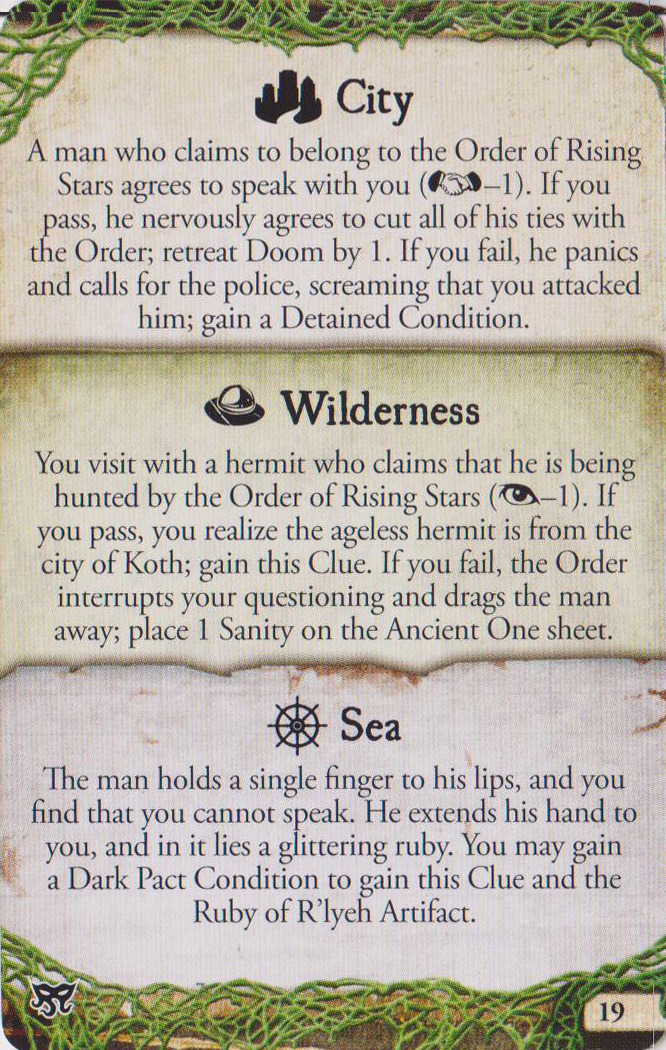 City
A man who claims to belong to the Order of Rising
Stars agrees to speak with you (–1). If you
pass, he nervously agrees to cut all of his ties with
the Order; retreat Doom by 1. If you fail, he panics
and calls for the police, screaming that you attacked
him; gain a Detained Condition.
Wilderness
You visit with a hermit who claims that he is being
hunted by the Order of Rising Stars (–1). If
you pass, you realize the ageless hermit is from the
city of Koth; gain this Clue. If you fail, the Order
interrupts your questioning and drags the man
away; place 1 Sanity on the Ancient One sheet.
Sea
The man holds a single finger to his lips, and you
find that you cannot speak. He extends his hand to
you, and in it lies a glittering ruby. You may gain
a Dark Pact Condition to gain this Clue and the
Ruby of R'lyeh Artifact.
19